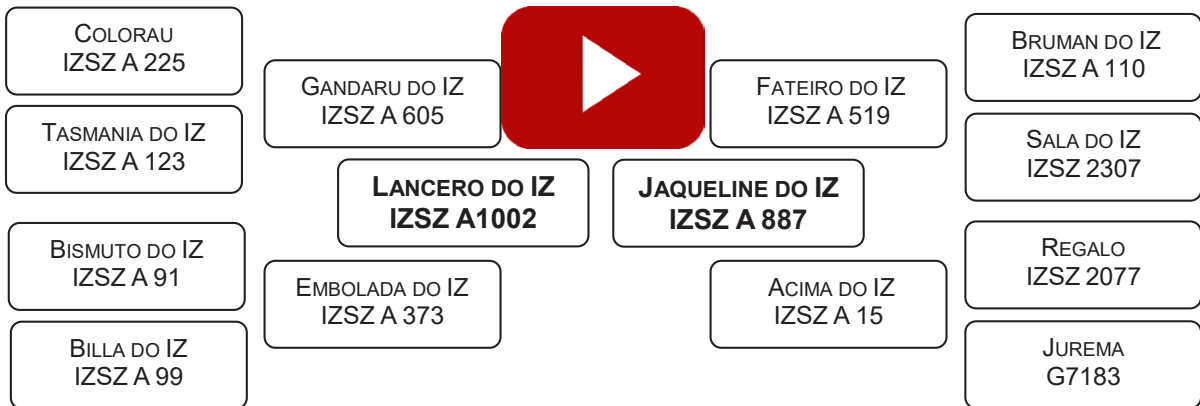 COLORAU
IZSZ A 225
TASMANIA DO IZ
IZSZ A 123
BISMUTO DO IZ
IZSZ A 91
BILLA DO IZ
IZSZ A 99
GANDARU DO IZ
IZSZ A 605
EMBOLADA DO IZ
IZSZ A 373
LANCERO DO IZ
IZSZ A1002
JAQUELINE DO IZ
IZSZ A 887
FATEIRO DO IZ
IZSZ A 519
ACIMA DO IZ
IZSZ A 15
BRUMAN DO IZ
IZSZ A 110
SALA DO IZ
IZSZ 2307
REGALO
IZSZ 2077
JUREMA
G7183